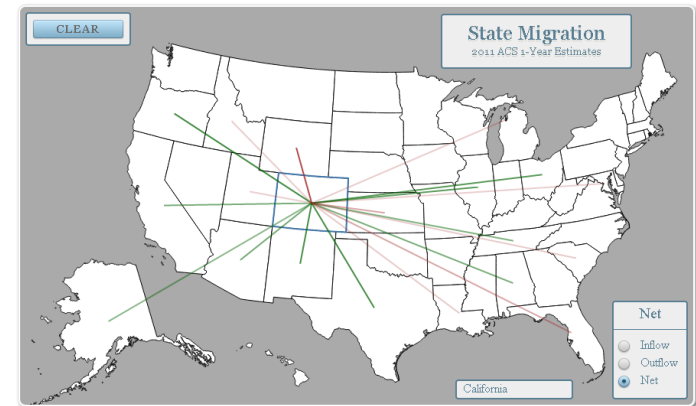 CLEAR
State Migration
2011 ACS 1-Year Estimates
Net
Inflow
Outflow
Net
California